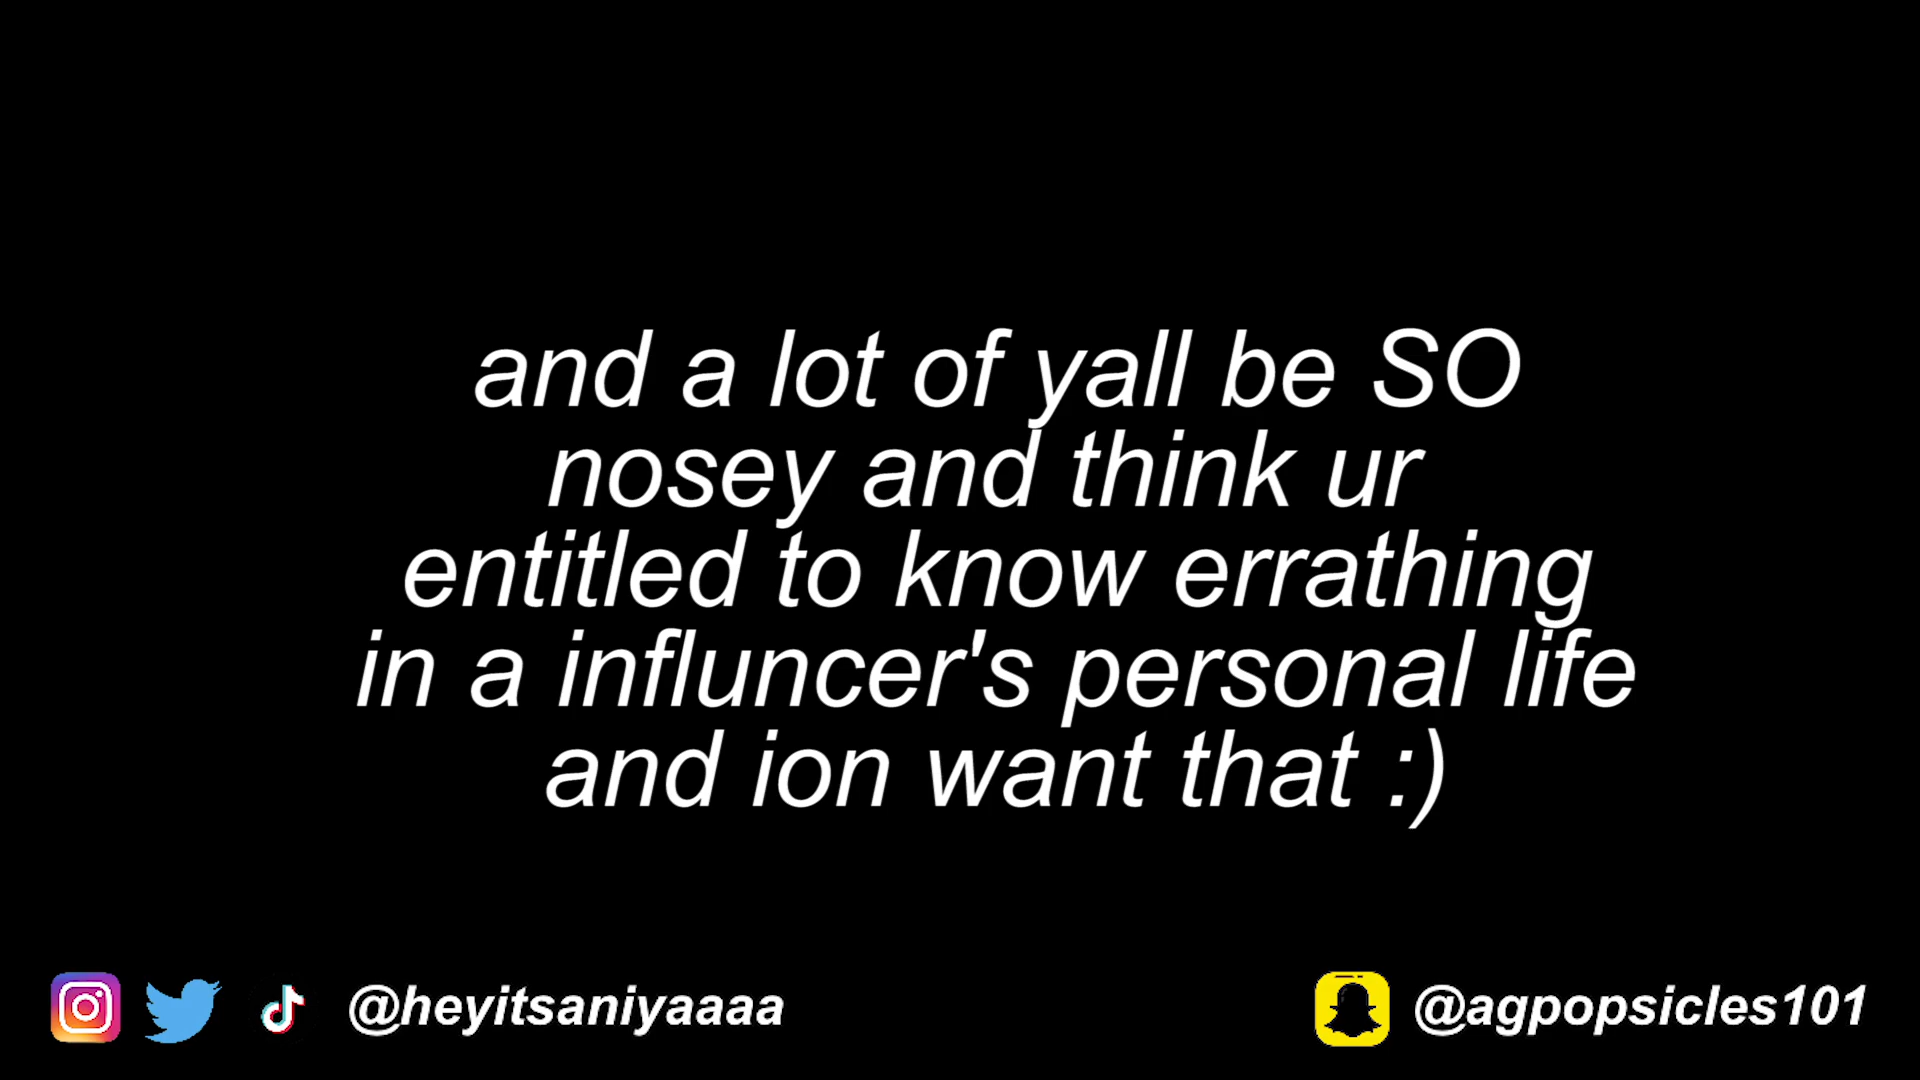 and a lot of yall be SO
nosey and think ur
entitled to know errathing
in a influncer's personal life
and ion want that :)
@heyitsaniyaaaa
@agpopsicles101